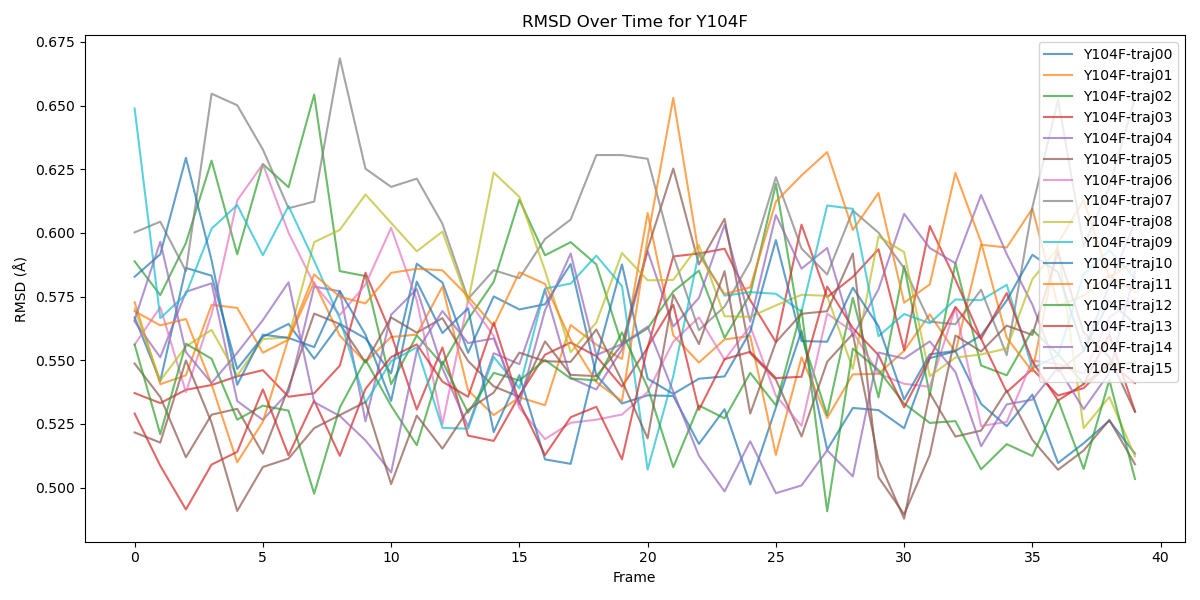 RMSD Over Time for Y104F
RMSD (Å)
0.675
0.650
0.625
0.600
0.575
0.550
0.525
0.500
0
5
10
15
20
25
30
35
40
Frame
Y104F-traj00
Y104F-traj01
Y104F-traj02
Y104F-traj03
Y104F-traj04
Y104F-traj05
Y104F-traj06
Y104F-traj07
Y104F-traj08
Y104F-traj09
Y104F-traj10
Y104F-traj11
Y104F-traj12
Y104F-traj13
Y104F-traj14
Y104F-traj15